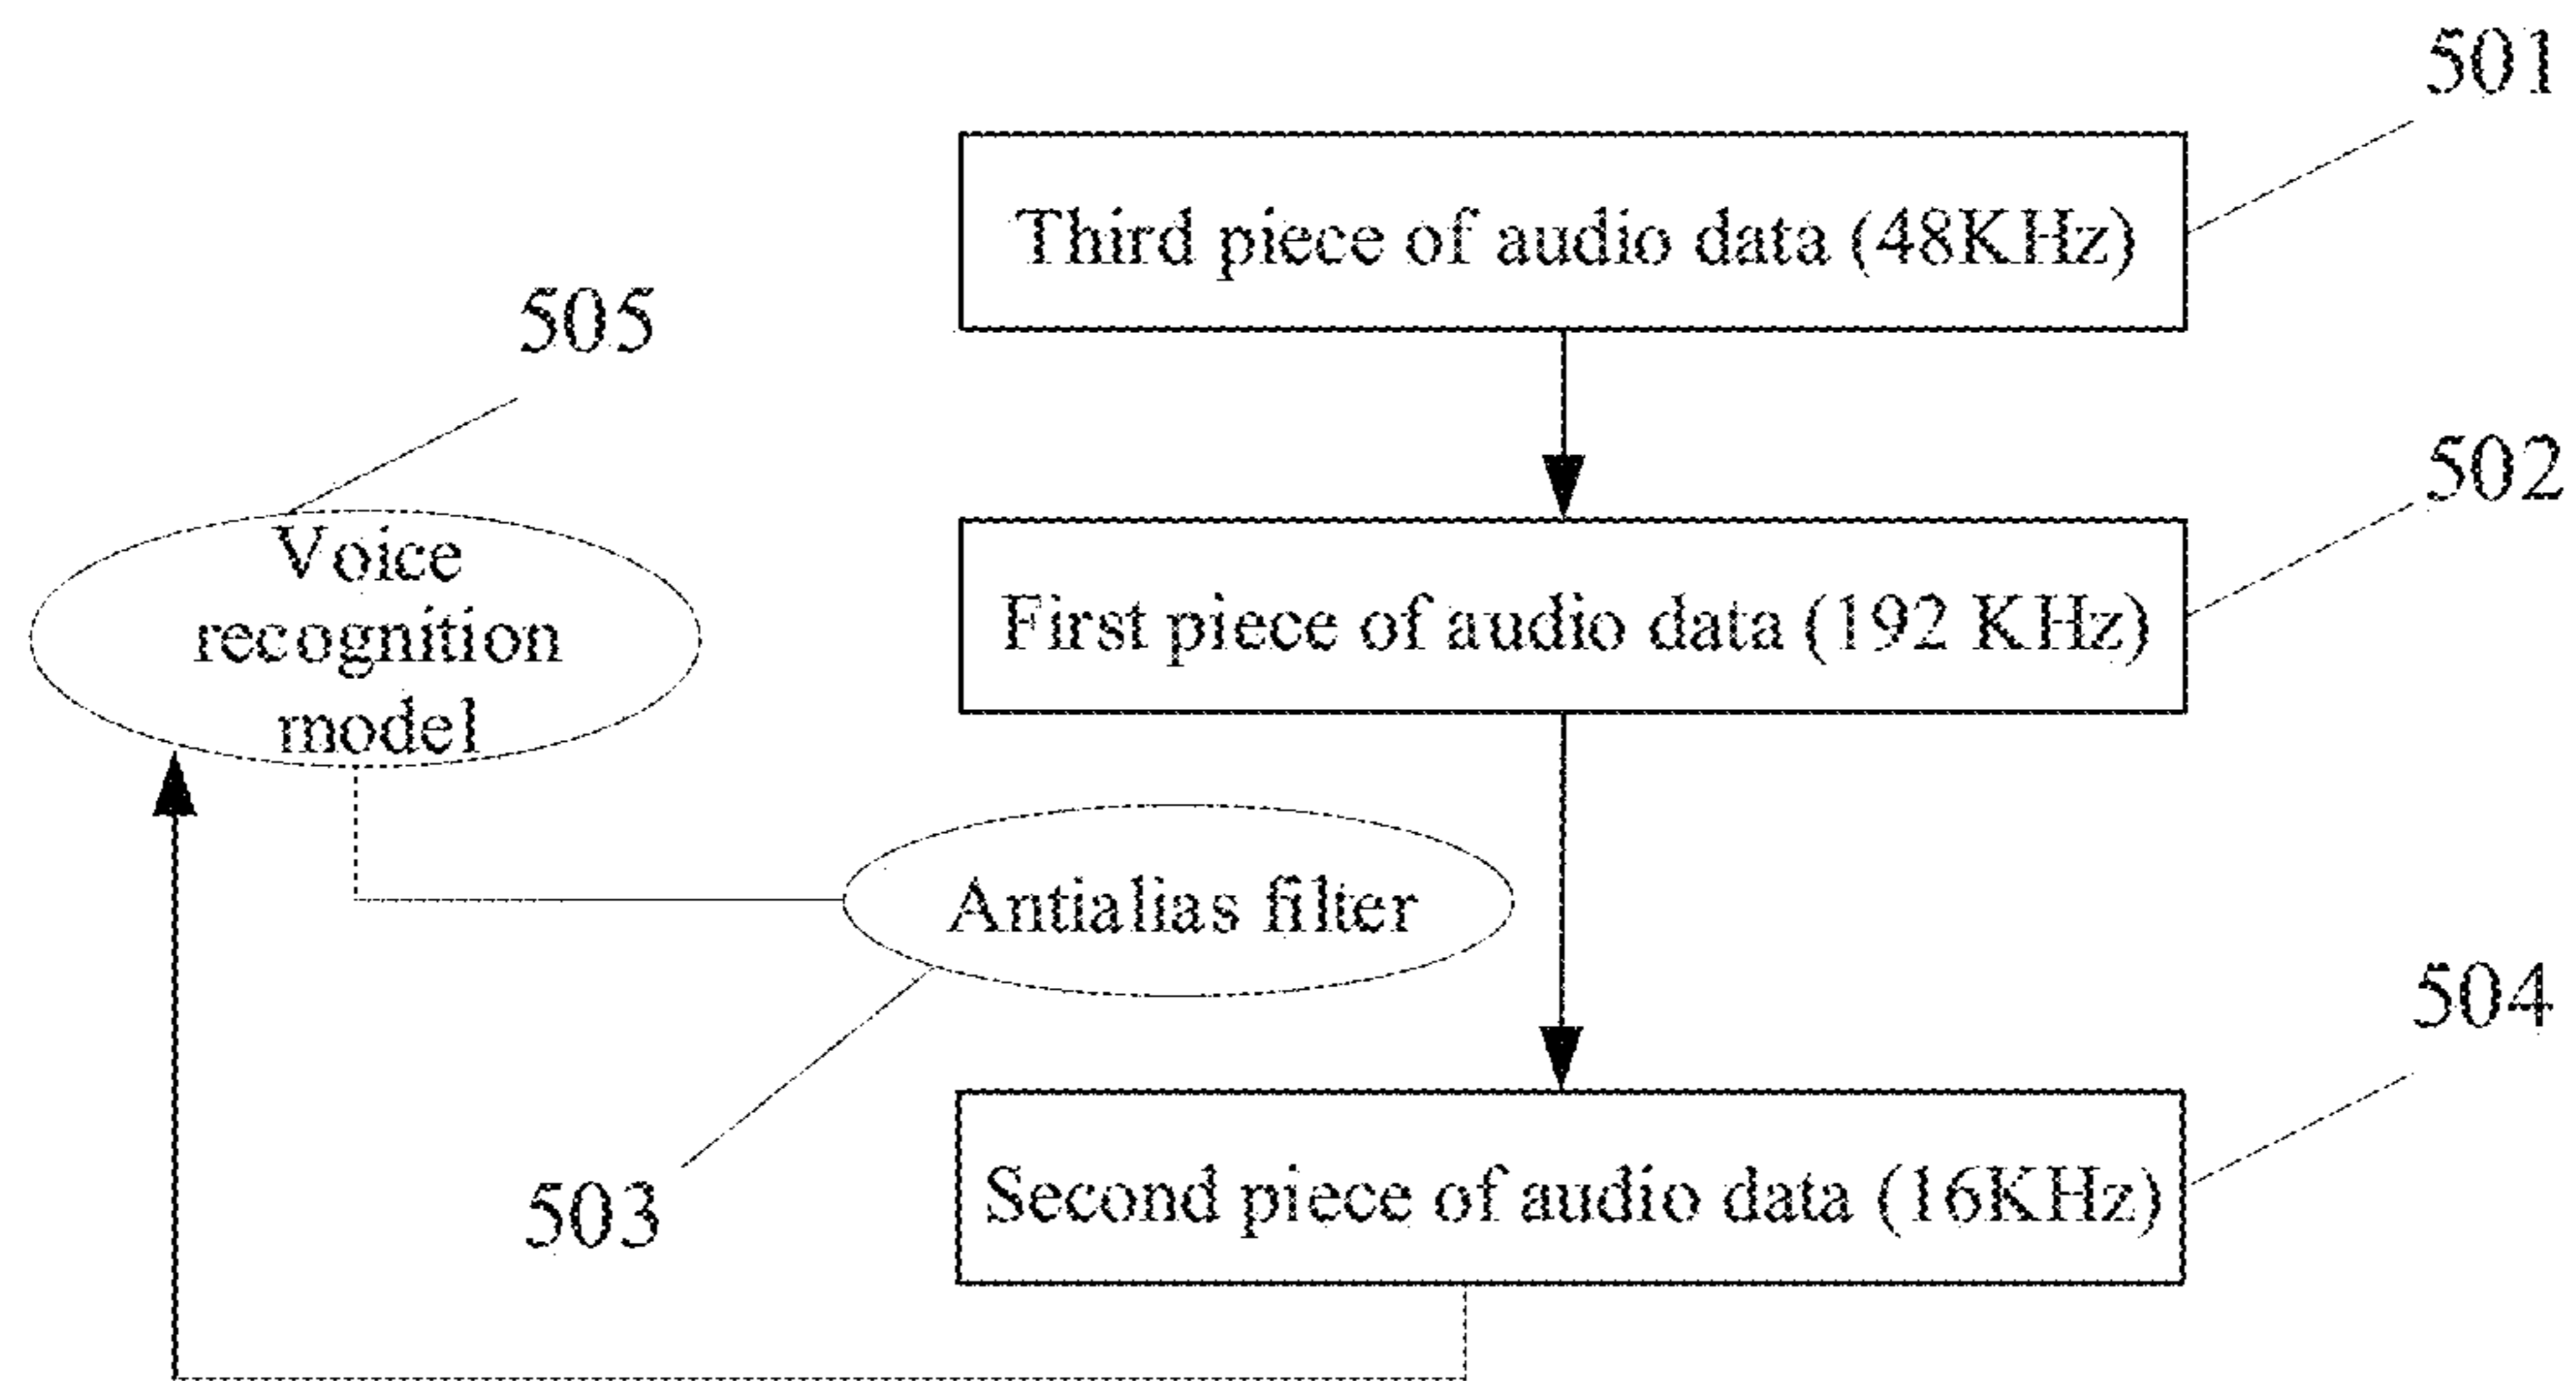 501
Third piece of audio data (48KHz)
505
502
Voice
recognition
model
First piece of audio data (192 KHz)
Antialias filter
504
503
Second piece of audio data (16KHz)